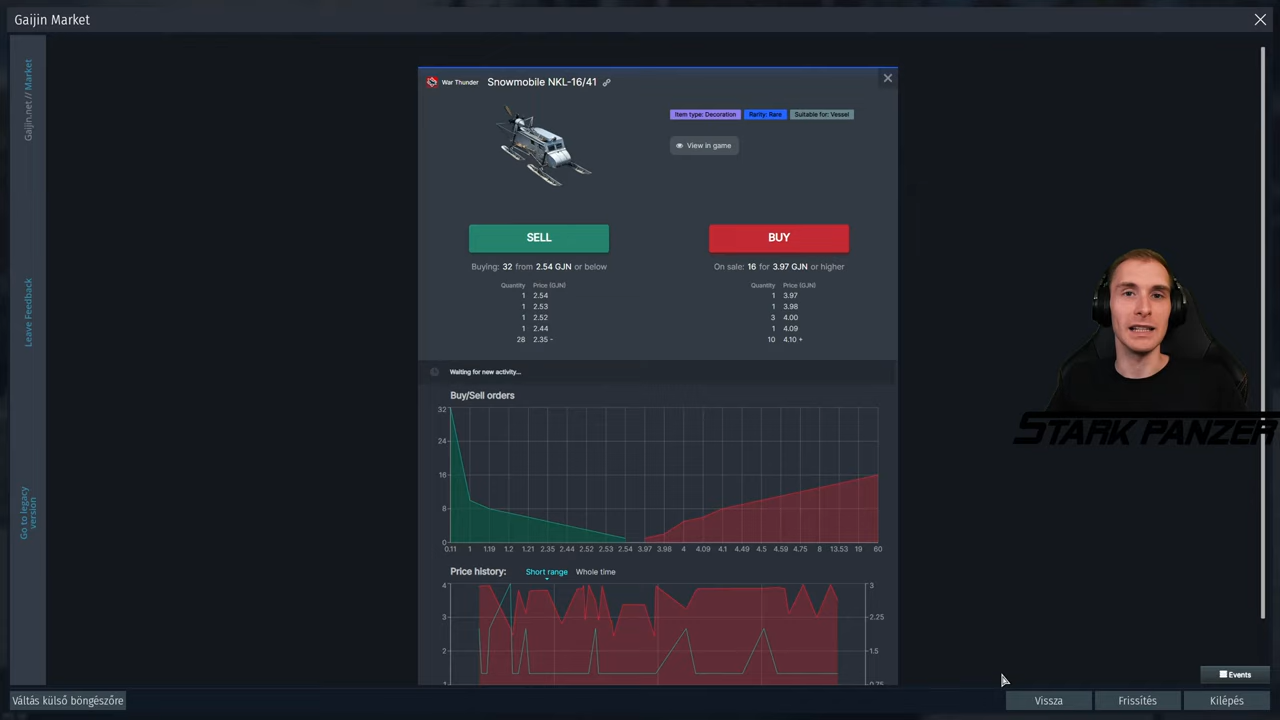 Gaijin Market
Gaijin.net // Market
Leave Feedback
Go to legacy version
War Thunder
Snowmobile NKL-16/41
Item type: Decoration
Rarity: Rare
Suitable for: Vessel
View in game
SELL
BUY
Buying: 32 from 2.54 GJN or below
On sale: 16 for 3.97 GJN or higher
Quantity Price (GJN)
1 2.54
1 2.53
1 2.52
1 2.44
28 2.35 -
Quantity Price (GJN)
1 3.97
1 3.98
3 4.00
1 4.09
10 4.10 +
Waiting for new activity...
Buy/Sell orders
32
24
16
8
0
0.11 1 1.19 1.2 1.21 2.35 2.44 2.52 2.53 2.54 3.97 3.98 4 4.09 4.1 4.49 4.5 4.59 4.75 8 13.53 19 60
Price history: Short range Whole time
4
3
2
1
3
2.25
1.5
0.75
STARK PANZER
Events
Váltás külső böngészőre
Vissza
Frissítés
Kilépés